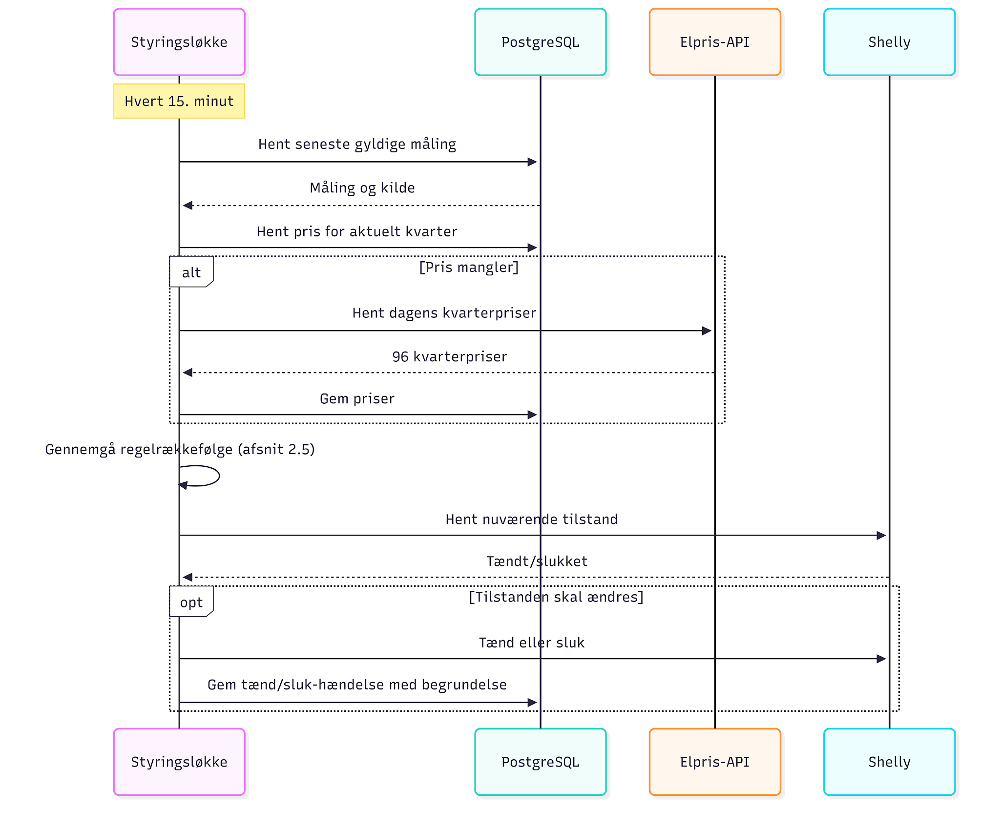 Styringsløkke
PostgreSQL
Elpris-API
Shelly
Hvert 15. minut
Hent seneste gyldige måling
Måling og kilde
Hent pris for aktuelt kvarter
alt
[Pris mangler]
Hent dagens kvarterpriser
96 kvarterpriser
Gem priser
Gennemgå regelrækkefølge (afsnit 2.5)
Hent nuværende tilstand
Tændt/slukket
opt
[Tilstanden skal ændres]
Tænd eller sluk
Gem tænd/sluk-hændelse med begrundelse
Styringsløkke
PostgreSQL
Elpris-API
Shelly